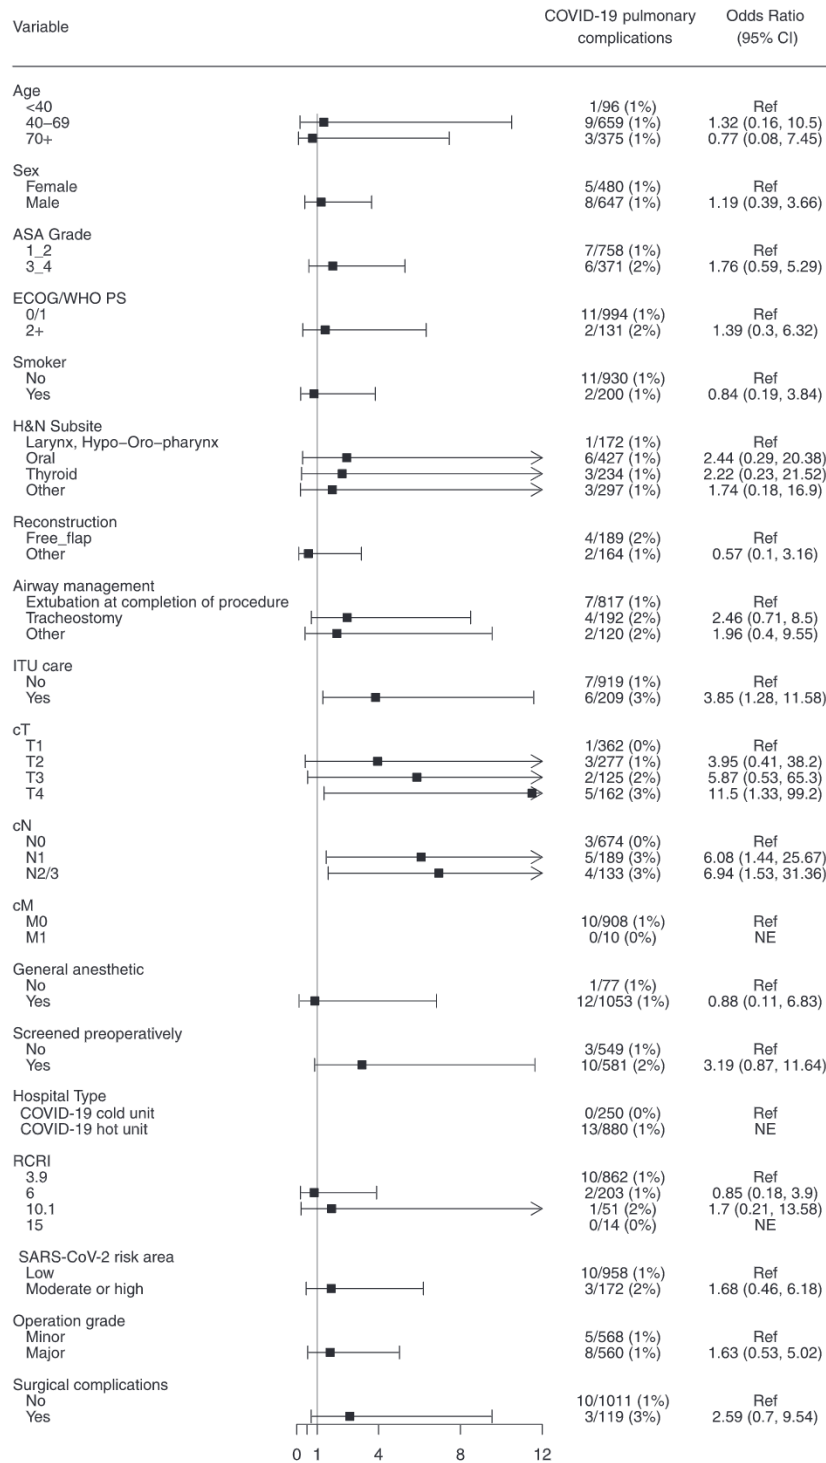 Variable COVID-19 pulmonary complications Odds Ratio (95% CI)
Age
<40 1/96 (1%) Ref
40–69 9/659 (1%) 1.32 (0.16, 10.5)
70+ 3/375 (1%) 0.77 (0.08, 7.45)
Sex
Female 5/480 (1%) Ref
Male 8/647 (1%) 1.19 (0.39, 3.66)
ASA Grade
1_2 7/758 (1%) Ref
3_4 6/371 (2%) 1.76 (0.59, 5.29)
ECOG/WHO PS
0/1 11/994 (1%) Ref
2+ 2/131 (2%) 1.39 (0.3, 6.32)
Smoker
No 11/930 (1%) Ref
Yes 2/200 (1%) 0.84 (0.19, 3.84)
H&N Subsite
Larynx, Hypo–Oro–pharynx 1/172 (1%) Ref
Oral 6/427 (1%) 2.44 (0.29, 20.38)
Thyroid 3/234 (1%) 2.22 (0.23, 21.52)
Other 3/297 (1%) 1.74 (0.18, 16.9)
Reconstruction
Free_flap 4/189 (2%) Ref
Other 2/164 (1%) 0.57 (0.1, 3.16)
Airway management
Extubation at completion of procedure 7/817 (1%) Ref
Tracheostomy 4/192 (2%) 2.46 (0.71, 8.5)
Other 2/120 (2%) 1.96 (0.4, 9.55)
ITU care
No 7/919 (1%) Ref
Yes 6/209 (3%) 3.85 (1.28, 11.58)
cT
T1 1/362 (0%) Ref
T2 3/277 (1%) 3.95 (0.41, 38.2)
T3 2/125 (2%) 5.87 (0.53, 65.3)
T4 5/162 (3%) 11.5 (1.33, 99.2)
cN
N0 3/674 (0%) Ref
N1 5/189 (3%) 6.08 (1.44, 25.67)
N2/3 4/133 (3%) 6.94 (1.53, 31.36)
cM
M0 10/908 (1%) Ref
M1 0/10 (0%) NE
General anesthetic
No 1/77 (1%) Ref
Yes 12/1053 (1%) 0.88 (0.11, 6.83)
Screened preoperatively
No 3/549 (1%) Ref
Yes 10/581 (2%) 3.19 (0.87, 11.64)
Hospital Type
COVID-19 cold unit 0/250 (0%) Ref
COVID-19 hot unit 13/880 (1%) NE
RCRI
3.9 10/862 (1%) Ref
6 2/203 (1%) 0.85 (0.18, 3.9)
10.1 1/51 (2%) 1.7 (0.21, 13.58)
15 0/14 (0%) NE
SARS-CoV-2 risk area
Low 10/958 (1%) Ref
Moderate or high 3/172 (2%) 1.68 (0.46, 6.18)
Operation grade
Minor 5/568 (1%) Ref
Major 8/560 (1%) 1.63 (0.53, 5.02)
Surgical complications
No 10/1011 (1%) Ref
Yes 3/119 (3%) 2.59 (0.7, 9.54)
0 1 4 8 12